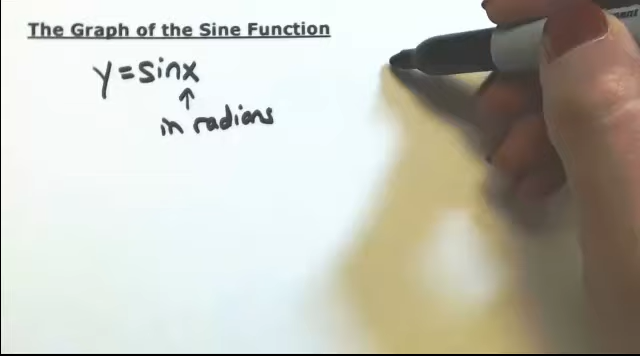 The Graph of the Sine Function
y=sinx
↑
in radians